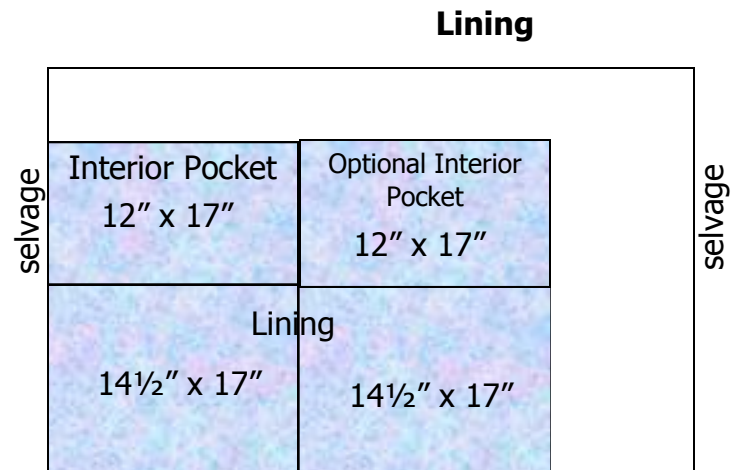 Lining
selvage
Interior Pocket
12” x 17”
Optional Interior
Pocket
12” x 17”
selvage
Lining
14½” x 17”
14½” x 17”